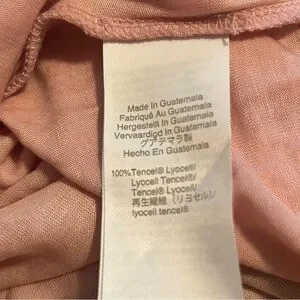 Made In Guatemala
Fabriqué Au Guatemala
Hergestellt In Guatemala
Vervaardigd In Guatemala
グアテマラ製
Hecho En Guatemala
100%Tencel® Lyocell/
Lyocell Tencel®/
Tencel® Lyocell/
再生繊維 (リヨセル)/
lyocell tencel®